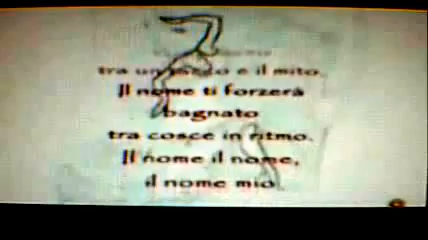 tra un e il mito.
Il nome ti forzerà
bagnato
tra cosce in ritmo.
Il nome il nome,
il nome mio